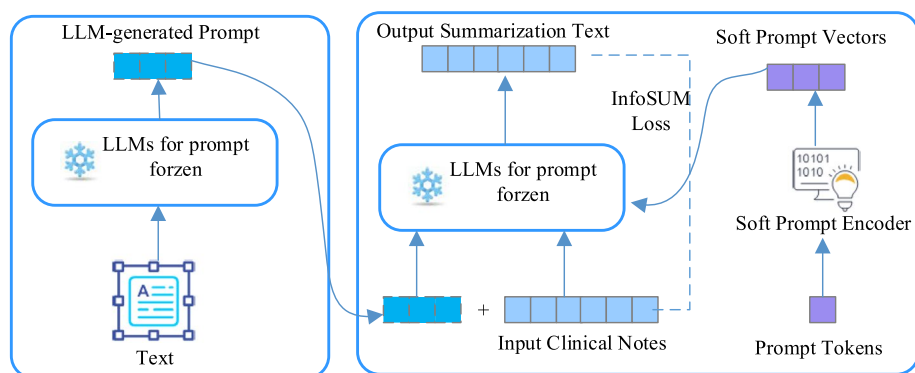 LLM-generated Prompt
LLMs for prompt
forzen
A
Text
Output Summarization Text
InfoSUM
Loss
LLMs for prompt
forzen
+
Input Clinical Notes
Soft Prompt Vectors
10101
1010
Soft Prompt Encoder
Prompt Tokens